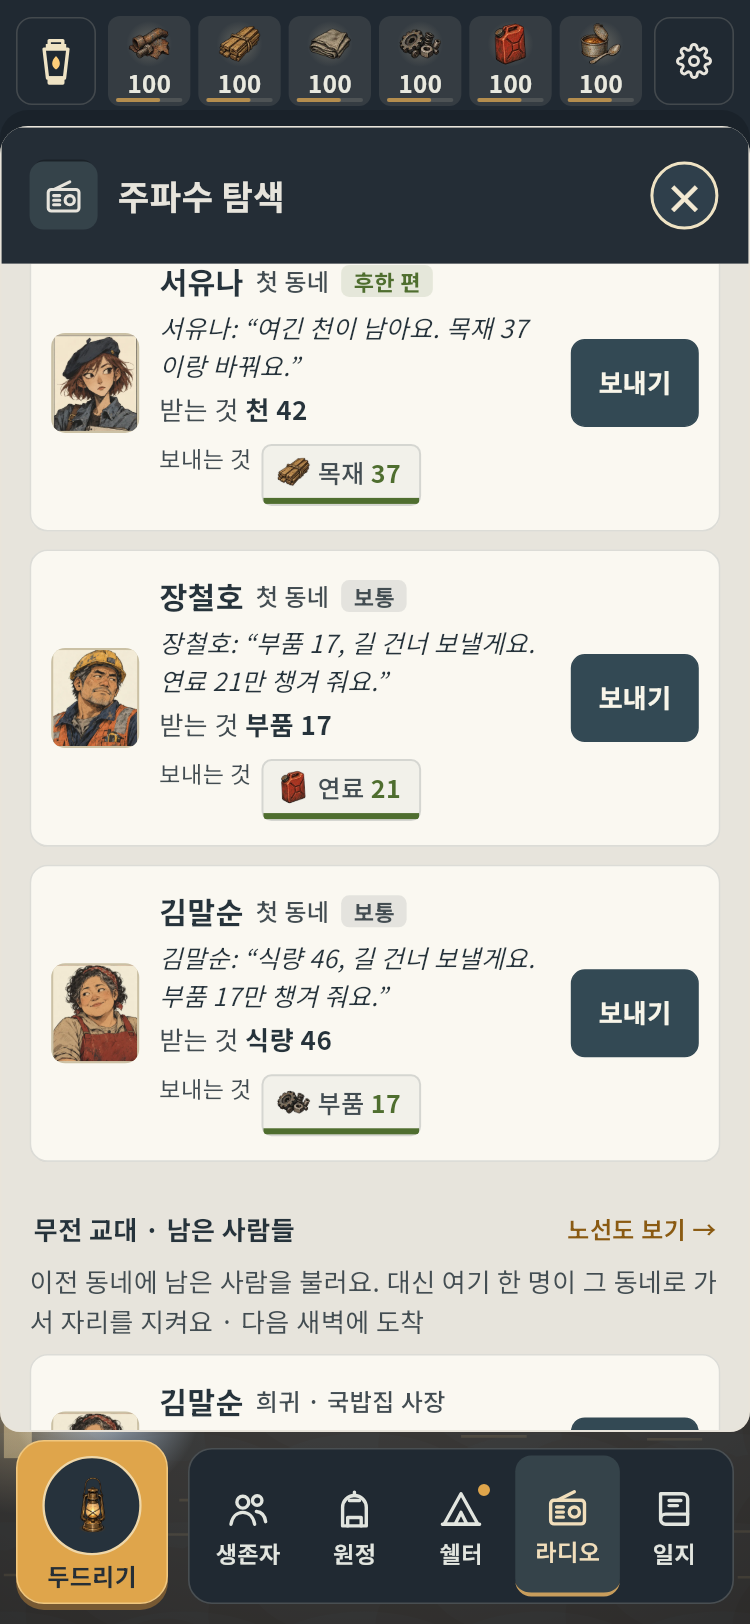 100 100 100 100 100 100
주파수 탐색
서유나 첫 동네 후한 편
서유나: “여긴 천이 남아요. 목재 37
이랑 바꿔요.”
받는 것 천 42
보내는 것 목재 37
보내기
장철호 첫 동네 보통
장철호: “부품 17, 길 건너 보낼게요.
연료 21만 챙겨 줘요.”
받는 것 부품 17
보내는 것 연료 21
보내기
김말순 첫 동네 보통
김말순: “식량 46, 길 건너 보낼게요.
부품 17만 챙겨 줘요.”
받는 것 식량 46
보내는 것 부품 17
보내기
무전 교대 · 남은 사람들 노선도 보기 →
이전 동네에 남은 사람을 불러요. 대신 여기 한 명이 그 동네로 가
서 자리를 지켜요 · 다음 새벽에 도착
김말순 희귀 · 국밥집 사장
두드리기 생존자 원정 쉘터 라디오 일지